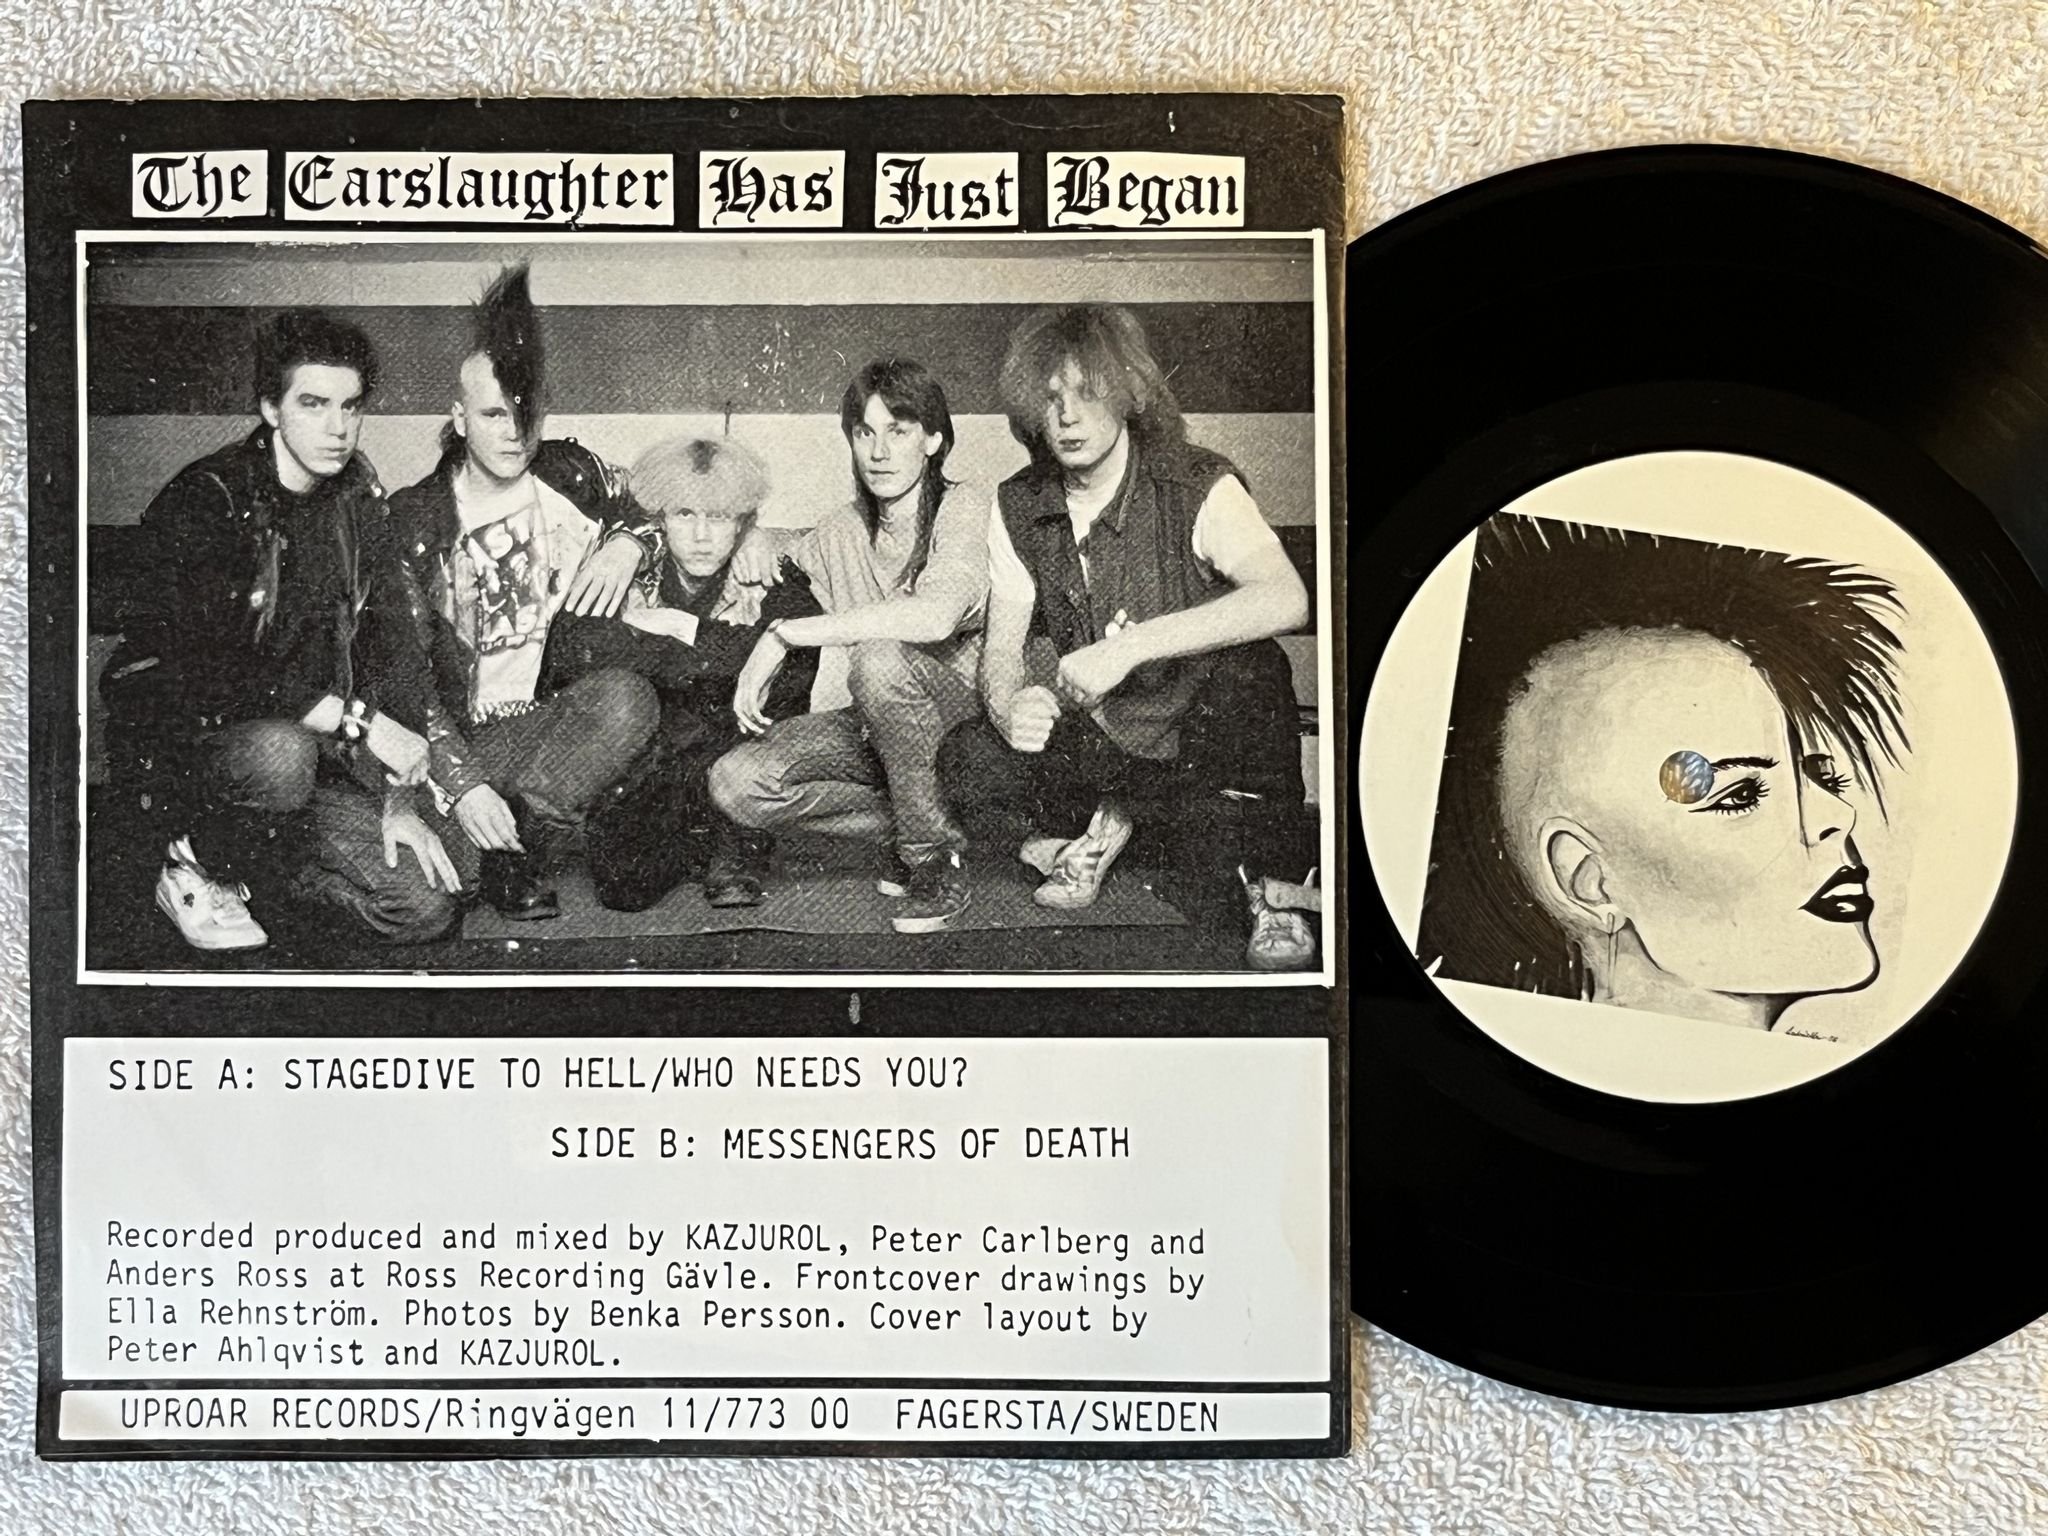 The Earslaughter Has Just Began
SIDE A: STAGEDIVE TO HELL/WHO NEEDS YOU?
SIDE B: MESSENGERS OF DEATH
Recorded produced and mixed by KAZJUROL, Peter Carlberg and
Anders Ross at Ross Recording Gävle. Frontcover drawings by
Ella Rehnström. Photos by Benka Persson. Cover layout by
Peter Ahlqvist and KAZJUROL.
UPROAR RECORDS/Ringvägen 11/773 00 FAGERSTA/SWEDEN